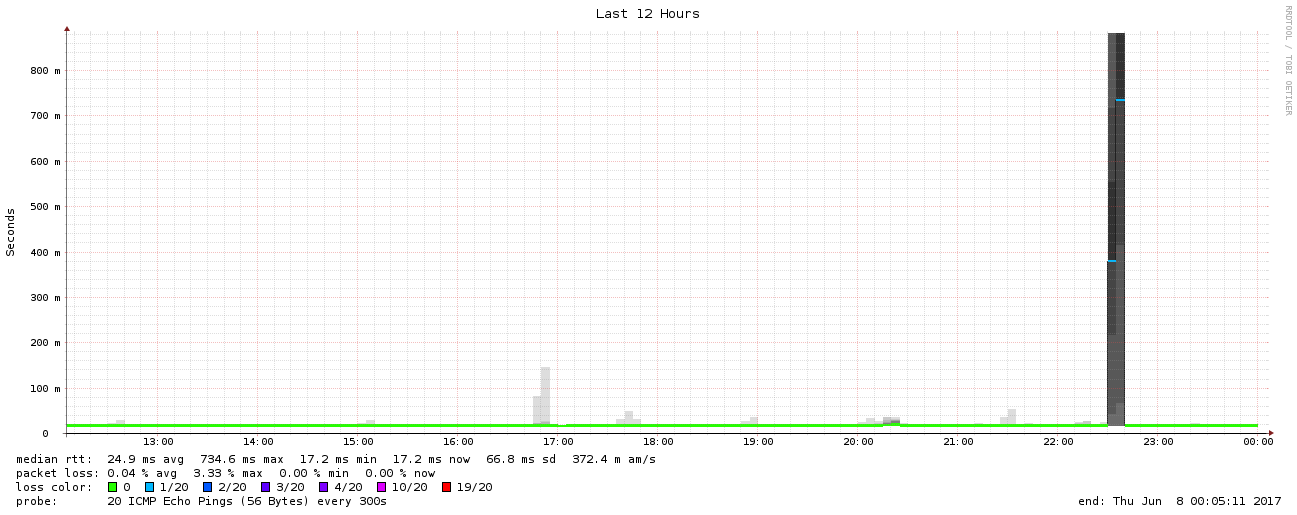 Last 12 Hours
RRDTOOL / TOBI OETIKER
Seconds
800 m
700 m
600 m
500 m
400 m
300 m
200 m
100 m
0
13:00 14:00 15:00 16:00 17:00 18:00 19:00 20:00 21:00 22:00 23:00 00:00
median rtt: 24.9 ms avg 734.6 ms max 17.2 ms min 17.2 ms now 66.8 ms sd 372.4 m am/s
packet loss: 0.04 % avg 3.33 % max 0.00 % min 0.00 % now
loss color: 0 1/20 2/20 3/20 4/20 10/20 19/20
probe: 20 ICMP Echo Pings (56 Bytes) every 300s end: Thu Jun 8 00:05:11 2017